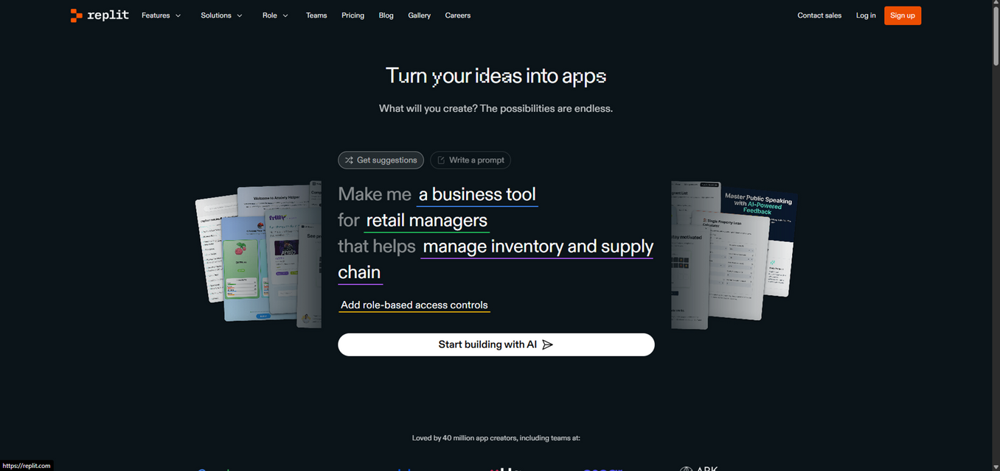 replit Features Solutions Role Teams Pricing Blog Gallery Careers Contact sales Log in Sign up
Turn your ideas into apps
What will you create? The possibilities are endless.
Get suggestions Write a prompt
Make me a business tool
for retail managers
that helps manage inventory and supply
chain
Add role-based access controls
Start building with AI
Welcome to Anxiety Helper
frilly
Master Public Speaking
with AI-Powered
Feedback
Single Property Loan
Calculator
stay motivated
Loved by 40 million app creators, including teams at:
ARK
https://replit.com